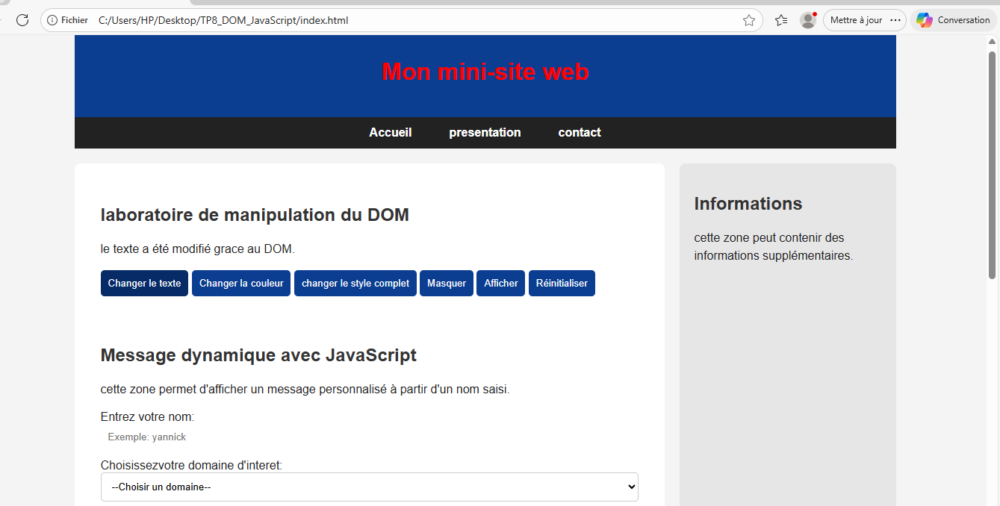 Fichier C:/Users/HP/Desktop/TP8_DOM_JavaScript/index.html Mettre à jour Conversation
Mon mini-site web
Accueil presentation contact
laboratoire de manipulation du DOM
le texte a été modifié grace au DOM.
Changer le texte Changer la couleur changer le style complet Masquer Afficher Réinitialiser
Message dynamique avec JavaScript
cette zone permet d'afficher un message personnalisé à partir d'un nom saisi.
Entrez votre nom:
Exemple: yannick
Choisissezvotre domaine d'interet:
--Choisir un domaine--
Informations
cette zone peut contenir des
informations supplémentaires.